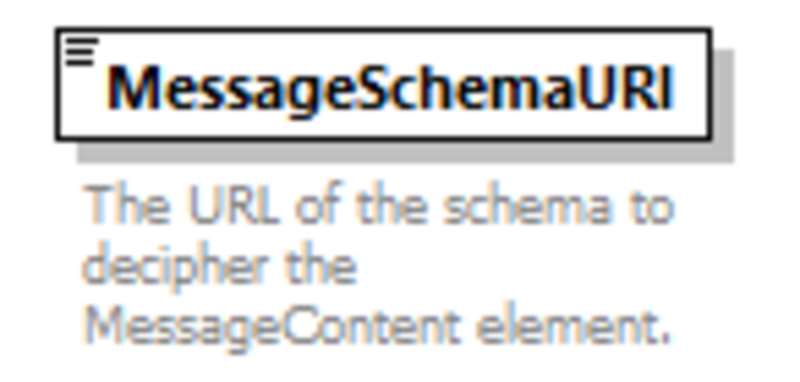 MessageSchemaURI
The URL of the schema to
decipher the
MessageContent element.